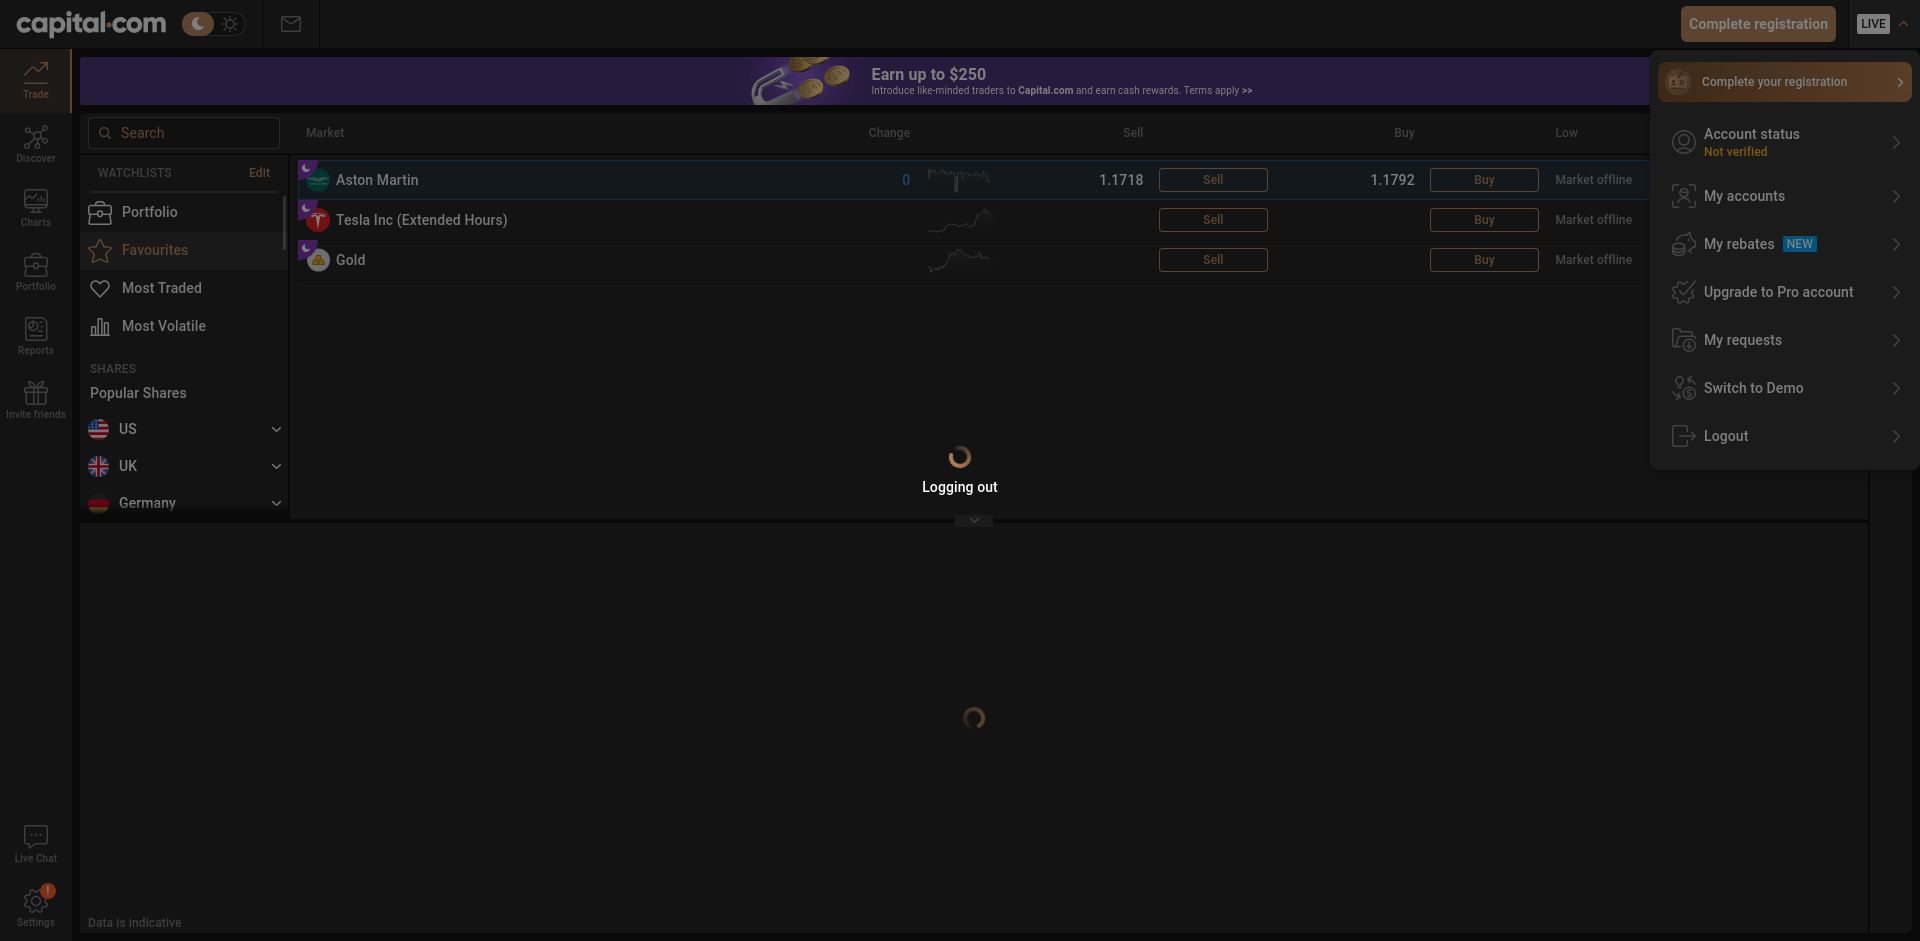 capital.com
Complete registration
LIVE
Trade
Discover
Charts
Portfolio
Reports
Invite friends
Live Chat
Settings
Earn up to $250
Introduce like-minded traders to Capital.com and earn cash rewards. Terms apply >>
Search
WATCHLISTS Edit
Portfolio
Favourites
Most Traded
Most Volatile
SHARES
Popular Shares
US
UK
Germany
Market Change Sell Buy Low
Aston Martin 0 1.1718 Sell 1.1792 Buy Market offline
Tesla Inc (Extended Hours) Sell Buy Market offline
Gold Sell Buy Market offline
Logging out
Data is indicative
Complete your registration
Account status
Not verified
My accounts
My rebates NEW
Upgrade to Pro account
My requests
Switch to Demo
Logout